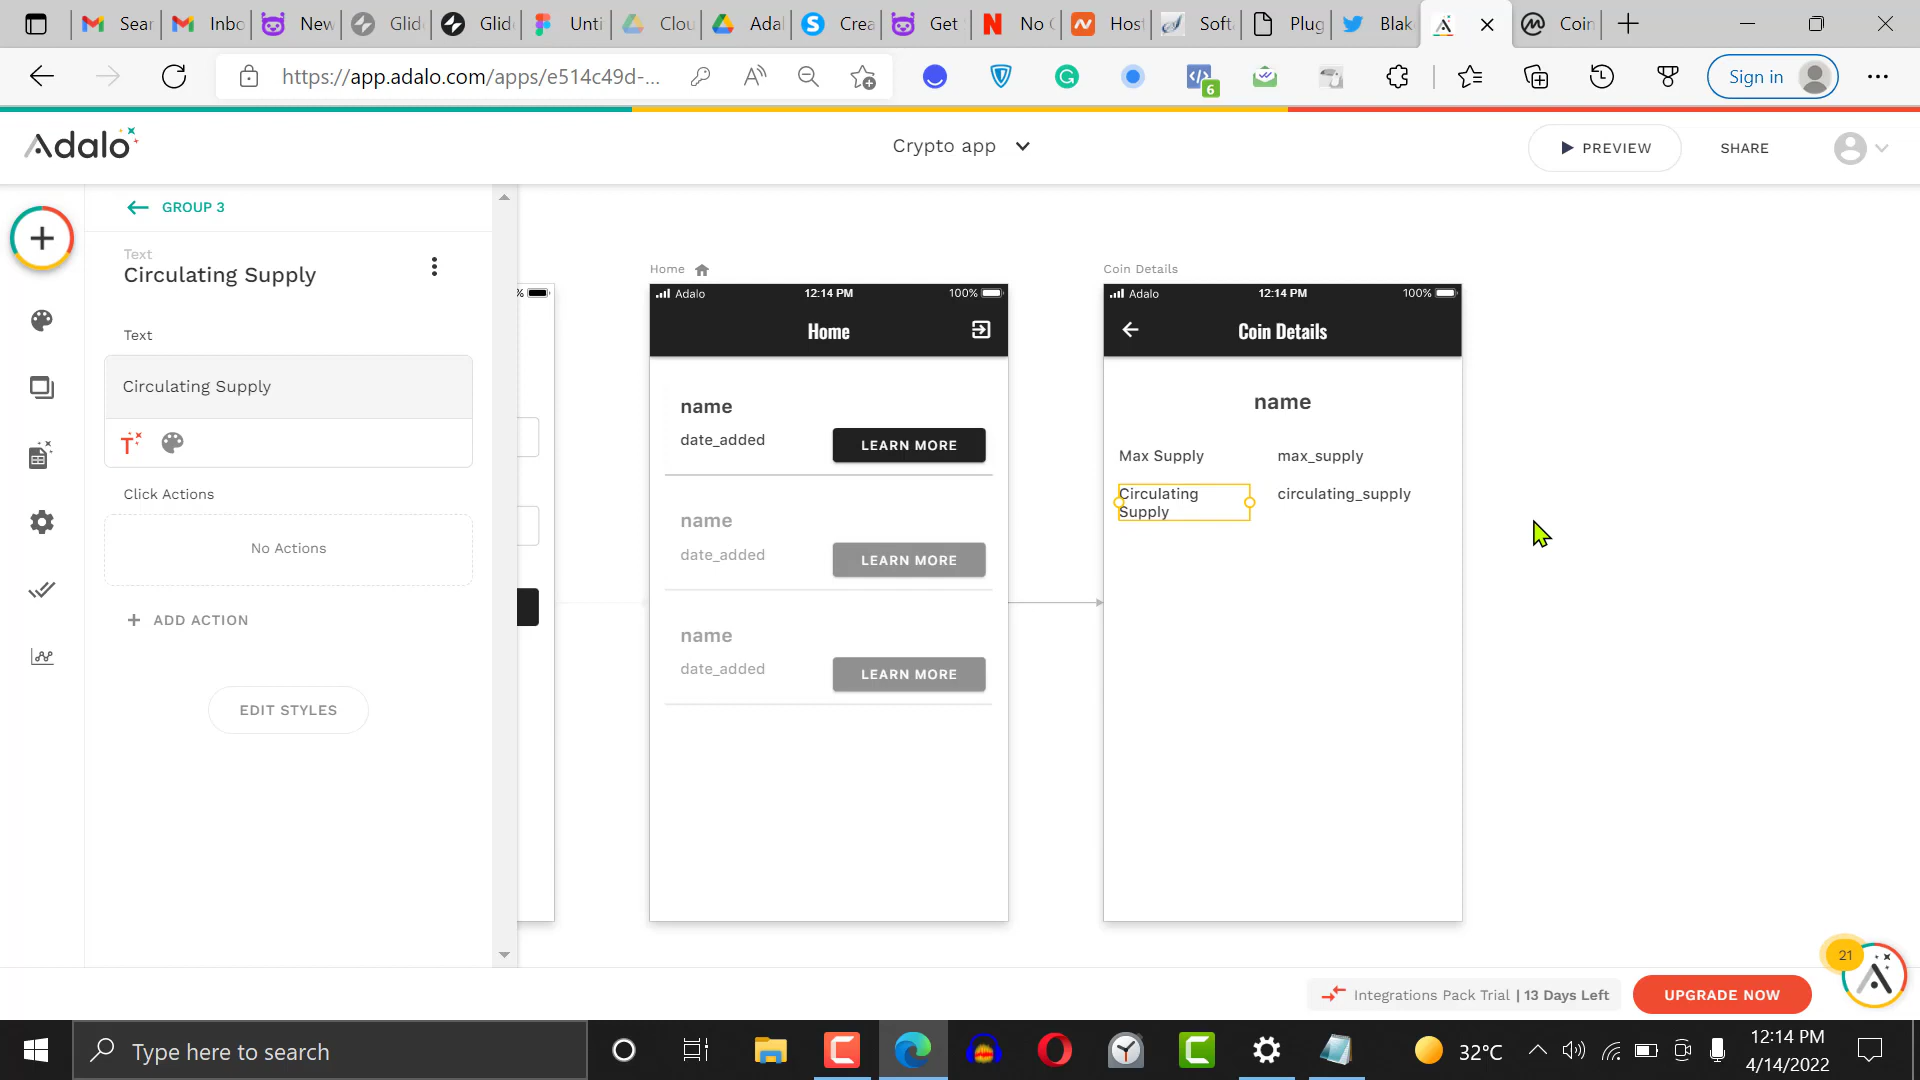 Sear
Inbo
New
Glide
Glide
Unti
Clou
Adal
Crea
Get
No C
Host
Soft
Plug
Blak
Coin
https://app.adalo.com/apps/e514c49d-...
6
Sign in
Adalo
Crypto app
PREVIEW
SHARE
GROUP 3
Text
Circulating Supply
Text
Circulating Supply
Click Actions
No Actions
ADD ACTION
EDIT STYLES
%
Home
Adalo 12:14 PM 100%
Home
name
date_added
LEARN MORE
name
date_added
LEARN MORE
name
date_added
LEARN MORE
Coin Details
Adalo 12:14 PM 100%
Coin Details
name
Max Supply max_supply
Circulating
Supply
circulating_supply
21
Integrations Pack Trial | 13 Days Left
UPGRADE NOW
Type here to search
32°C
12:14 PM
4/14/2022